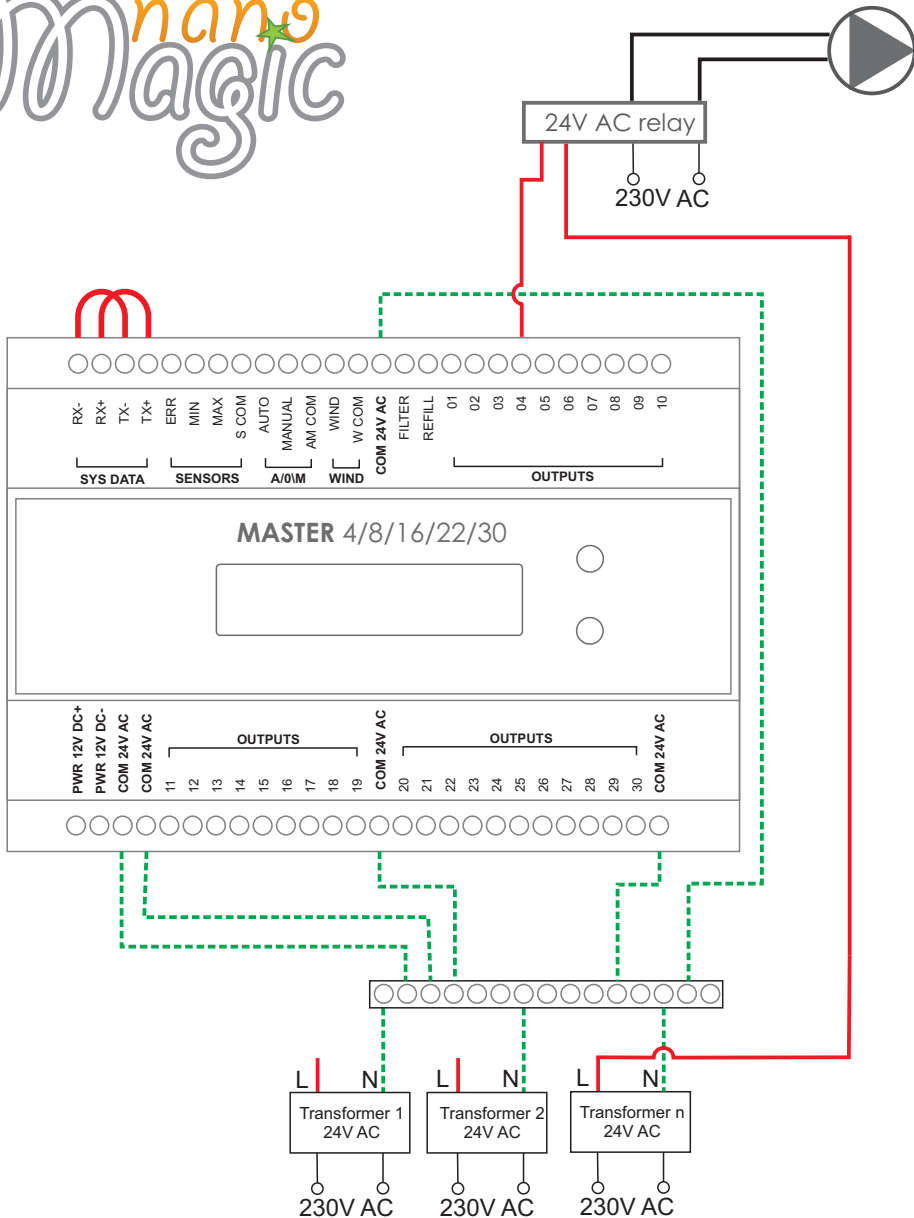 nano
Magic
24V AC relay
230V AC
RX- RX+ TX- TX+ ERR MIN MAX S COM AUTO MANUAL AM COM WIND W COM COM 24V AC FILTER REFILL 01 02 03 04 05 06 07 08 09 10
SYS DATA SENSORS A/0\M WIND OUTPUTS
MASTER 4/8/16/22/30
PWR 12V DC+ PWR 12V DC- COM 24V AC COM 24V AC 11 12 13 14 15 16 17 18 19 COM 24V AC 20 21 22 23 24 25 26 27 28 29 30 COM 24V AC
OUTPUTS OUTPUTS
L N L N L N
Transformer 1 Transformer 2 Transformer n
24V AC 24V AC 24V AC
230V AC 230V AC 230V AC